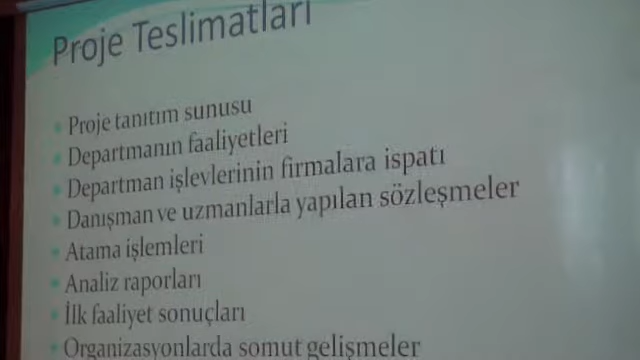 Proje Teslimatları
Proje tanıtım sunusu
Departmanın faaliyetleri
Departman işlevlerinin firmalara ispatı
Danışman ve uzmanlarla yapılan sözleşmeler
Atama işlemleri
Analiz raporları
İlk faaliyet sonuçları
Organizasyonlarda somut gelişmeler